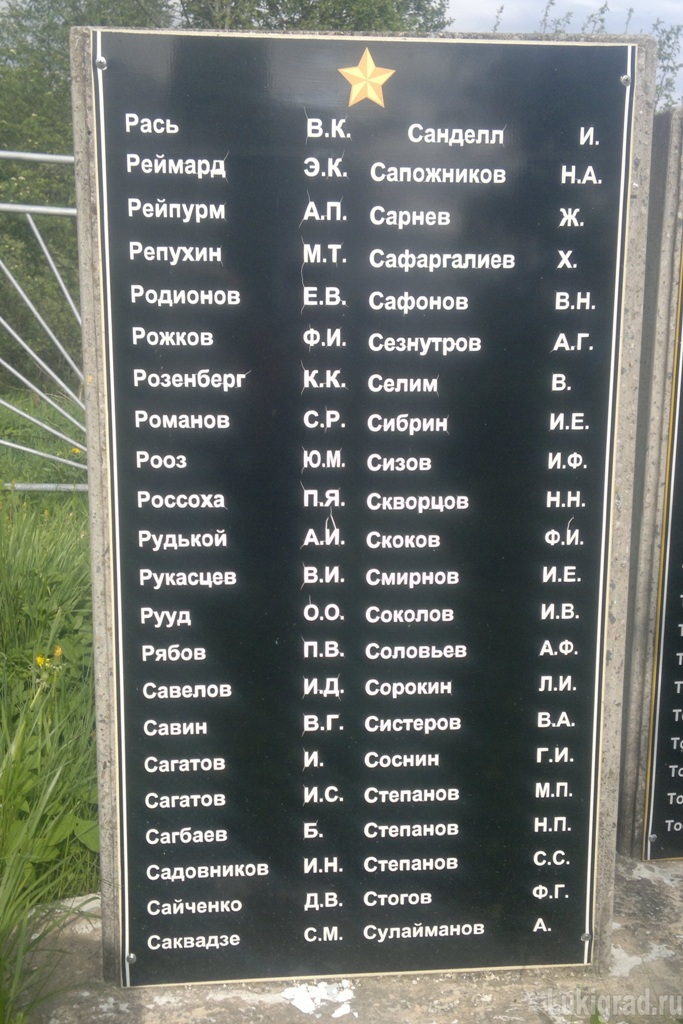 Рась В.К.
Реймард Э.К.
Рейпурм А.П.
Репухин М.Т.
Родионов Е.В.
Рожков Ф.И.
Розенберг К.К.
Романов С.Р.
Рооз Ю.М.
Россоха П.Я.
Рудькой А.И.
Рукасцев В.И.
Рууд О.О.
Рябов П.В.
Савелов И.Д.
Савин В.Г.
Сагатов И.
Сагатов И.С.
Сагбаев Б.
Садовников И.Н.
Сайченко Д.В.
Саквадзе С.М.
Санделл И.
Сапожников Н.А.
Сарнев Ж.
Сафаргалиев Х.
Сафонов В.Н.
Сезнутров А.Г.
Селим В.
Сибрин И.Е.
Сизов И.Ф.
Скворцов Н.Н.
Скоков Ф.И.
Смирнов И.Е.
Соколов И.В.
Соловьев А.Ф.
Сорокин Л.И.
Систеров В.А.
Соснин Г.И.
Степанов М.П.
Степанов Н.П.
Степанов С.С.
Стогов Ф.Г.
Сулайманов А.
Lukigrad.ru